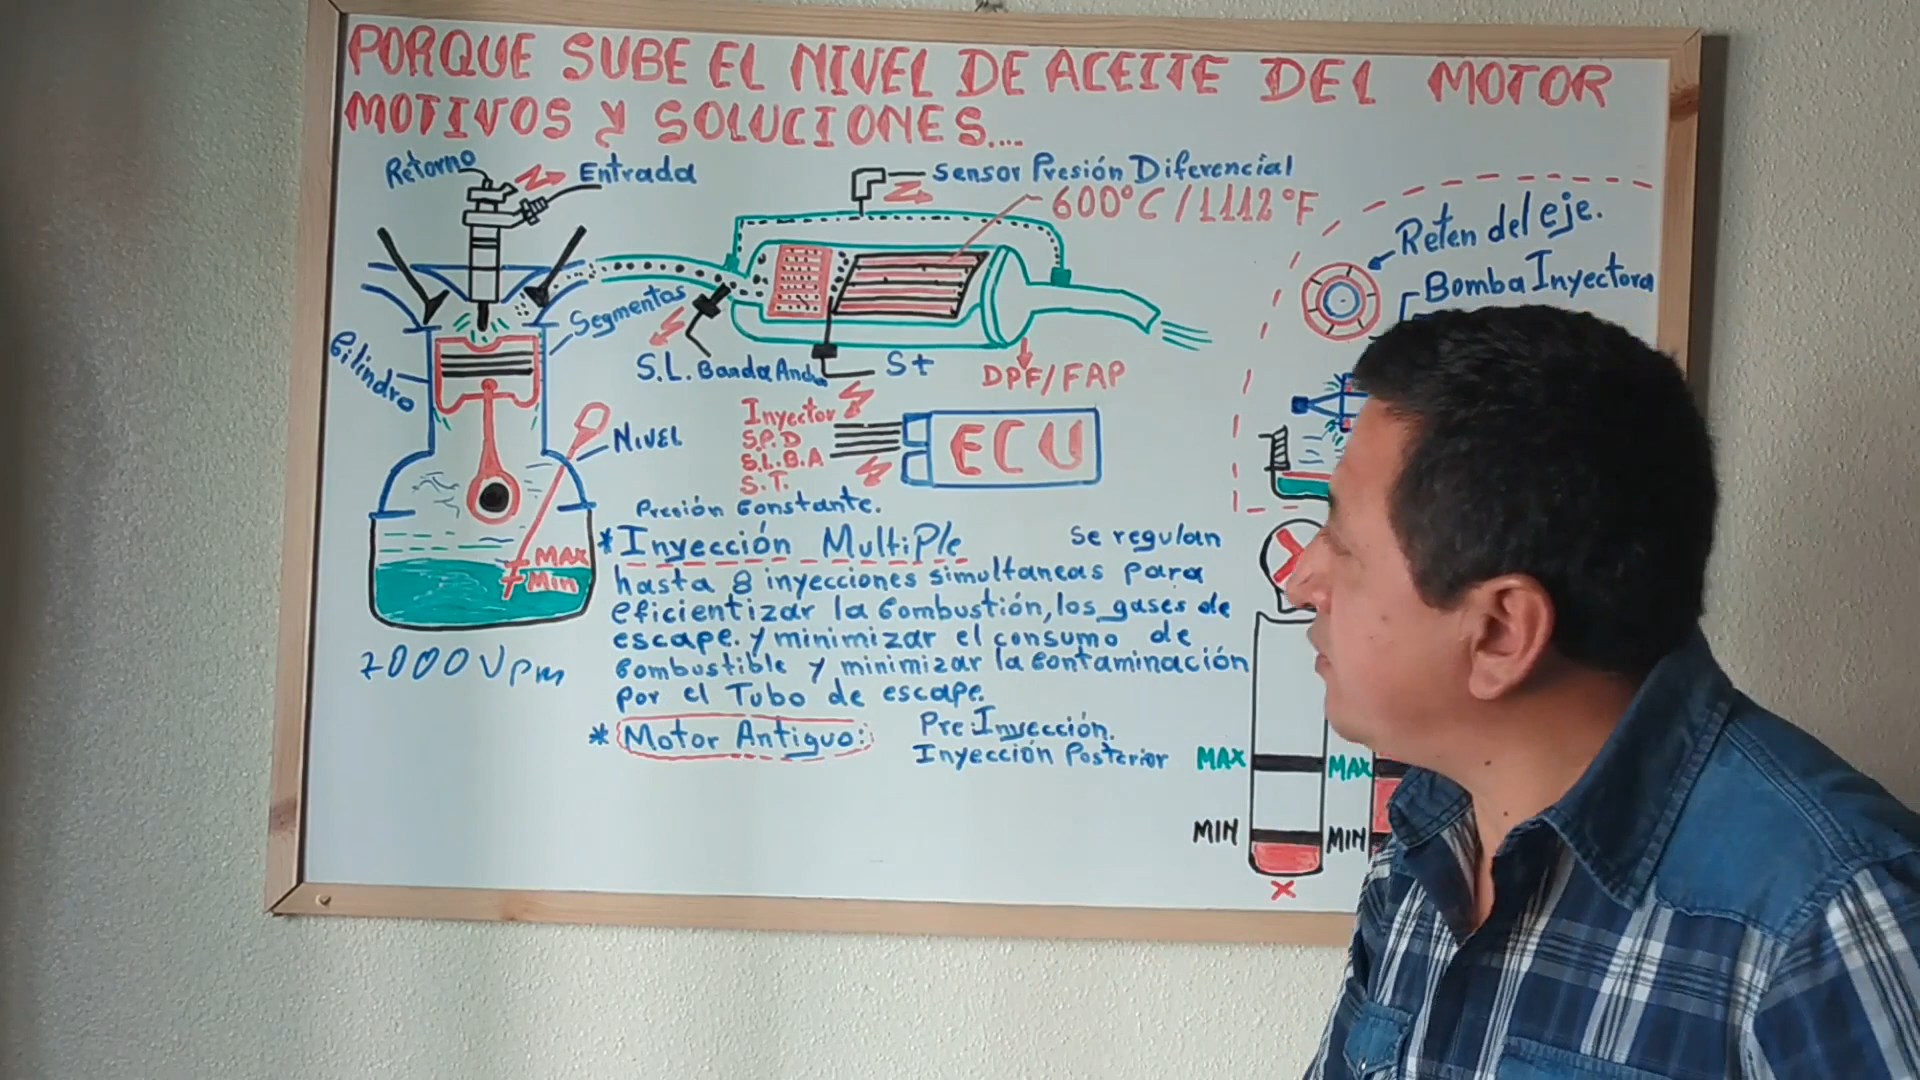 PORQUE SUBE EL NIVEL DE ACEITE DEL MOTOR
MOTIVOS Y SOLUCIONES....
Retorno
Entrada
Sensor Presión Diferencial
600°C/1112°F
Reten del eje.
Bomba Inyectora
Segmentos
Cilindro
S.L. Banda
S+
DPF/FAP
Inyector
S.P.D
S.L.B.A
S.T.
ECU
NIVEL
MAX
Min
Presión Constante.
* Inyección Multiple
Se regulan
hasta 8 inyecciones simultaneas para
eficientizar la combustión, los gases de
escape. y minimizar el consumo de
combustible y minimizar la contaminación
por el Tubo de escape.
* Motor Antiguo:
Pre-Inyección.
Inyección Posterior
Vpm
MAX
MAX
MIN
MIN